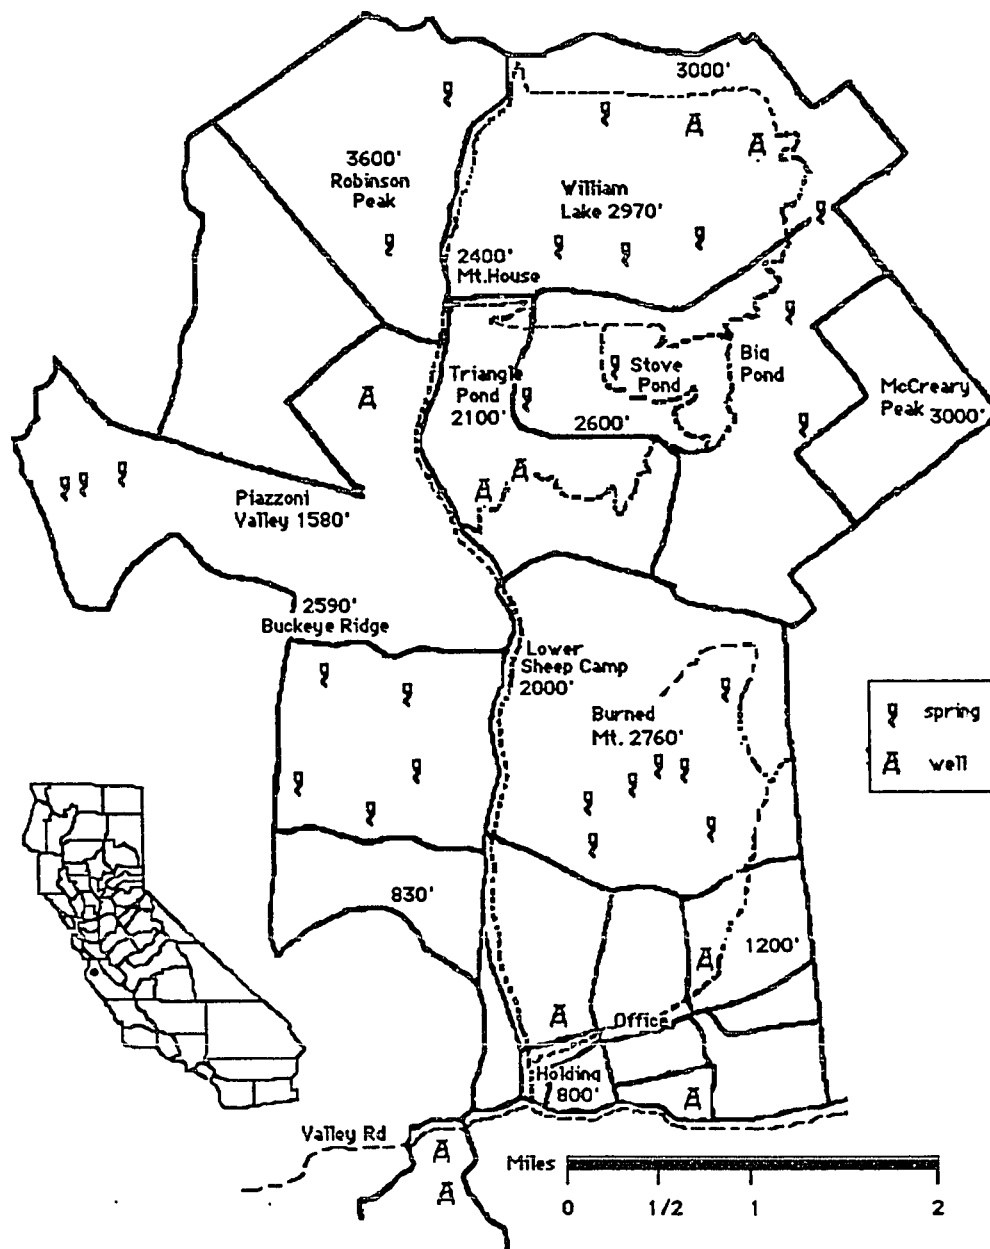 3000'
3600'
Robinson
Peak
William
Lake 2970'
2400'
Mt.House
Triangle
Pond
2100'
Stove
Pond
Big
Pond
2600'
McCreary
Peak 3000'
Piazzoni
Valley 1580'
2590'
Buckeye Ridge
Lower
Sheep Camp
2000'
Burned
Mt. 2760'
spring
well
830'
1200'
Office
Holding
800'
Valley Rd
Miles
0 1/2 1 2